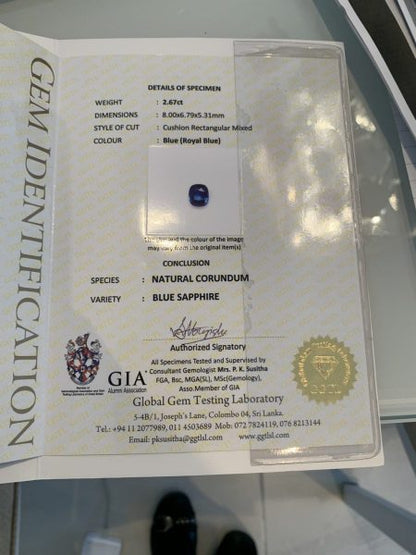 GEM IDENTIFICATION
DETAILS OF SPECIMEN
WEIGHT : 2.67ct
DIMENSIONS : 8.00x6.79x5.31mm
STYLE OF CUT : Cushion Rectangular Mixed
COLOUR : Blue (Royal Blue)
and the colour of the image
may vary from the original item(s)
CONCLUSION
SPECIES : NATURAL CORUNDUM
VARIETY : BLUE SAPPHIRE
Authorized Signatory
All Specimens Tested and Supervised by
Consultant Gemologist Mrs. P. K. Susitha
FGA, Bsc, MGA(SL), MSc(Gemology),
Asso.Member of GIA
GIA
Alumni Association
Global Gem Testing Laboratory
5-4B/1, Joseph's Lane, Colombo 04, Sri Lanka.
Tel.: +94 11 2077989, 011 4503689 Mob: 072 7824119, 076 8213144
Email: pksusitha@ggtlsl.com www.ggtlsl.com